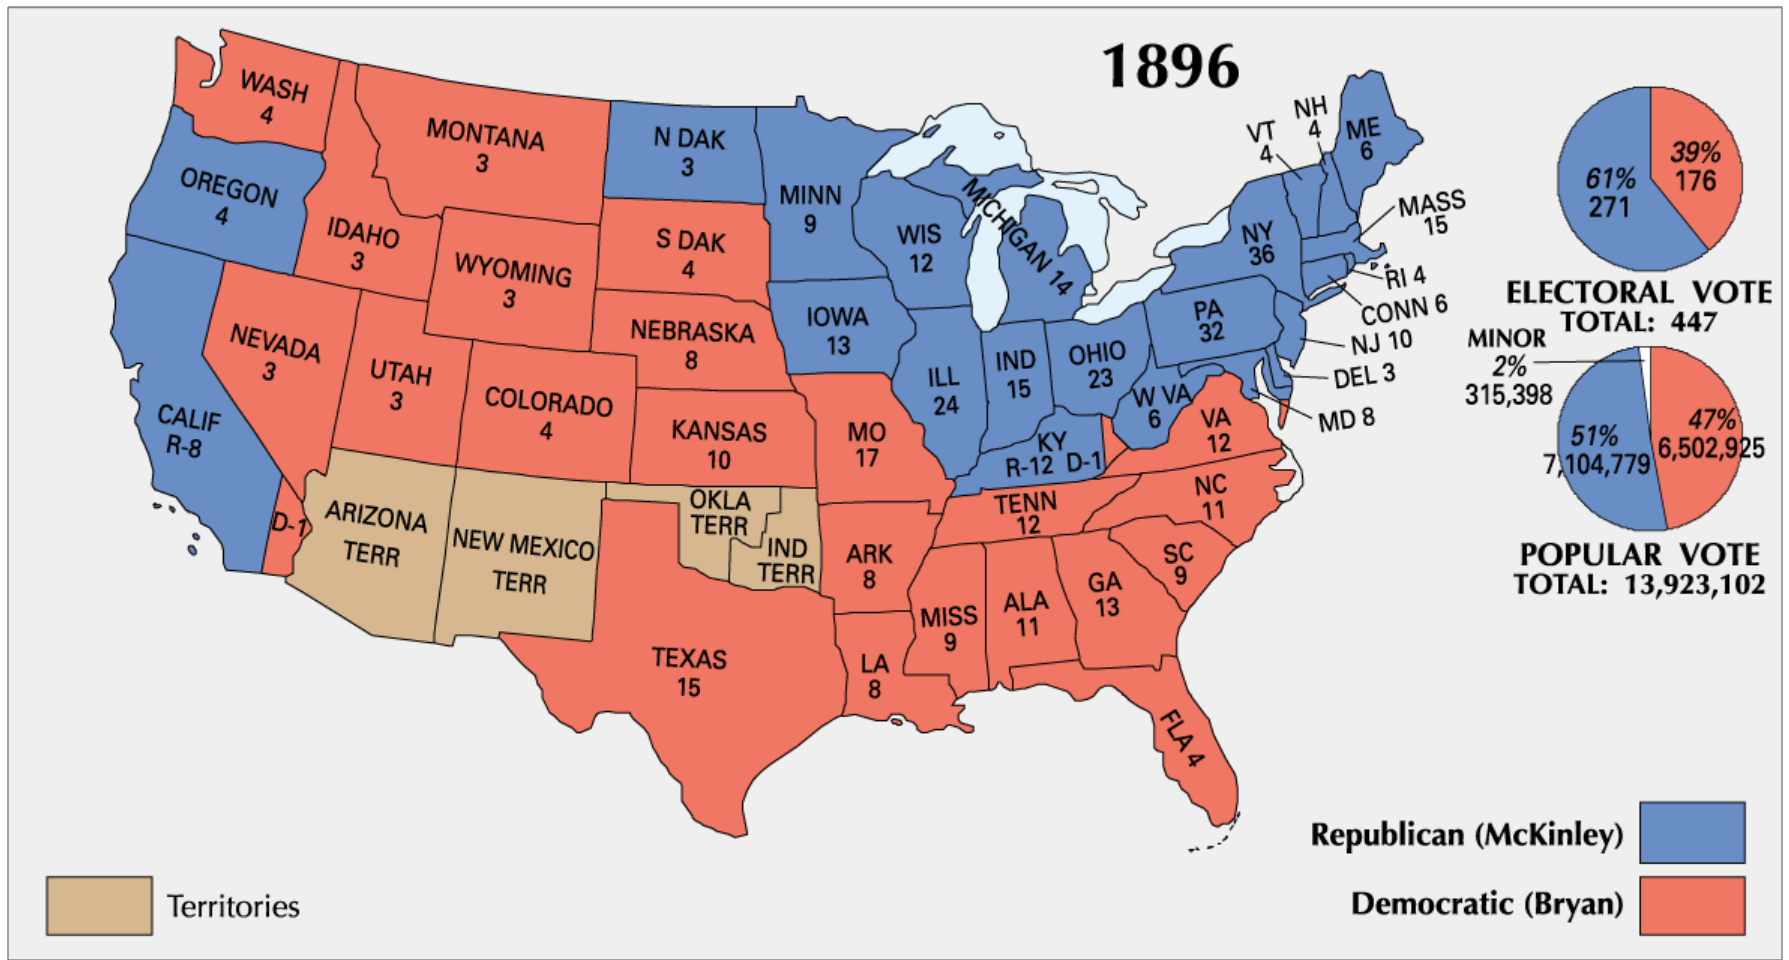 1896
WASH
4
OREGON
4
CALIF
R-8
D-1
NEVADA
3
IDAHO
3
MONTANA
3
WYOMING
3
UTAH
3
COLORADO
4
ARIZONA
TERR
NEW MEXICO
TERR
N DAK
3
S DAK
4
NEBRASKA
8
KANSAS
10
OKLA
TERR
IND
TERR
TEXAS
15
MINN
9
IOWA
13
MO
17
ARK
8
LA
8
WIS
12
ILL
24
MICHIGAN 14
IND
15
OHIO
23
KY
R-12 D-1
TENN
12
MISS
9
ALA
11
GA
13
FLA 4
SC
9
NC
11
VA
12
W VA
6
PA
32
NY
36
VT
4
NH
4
ME
6
MASS
15
RI 4
CONN 6
NJ 10
DEL 3
MD 8
61%
271
39%
176
ELECTORAL VOTE
TOTAL: 447
MINOR
2%
315,398
51%
7,104,779
47%
6,502,925
POPULAR VOTE
TOTAL: 13,923,102
Republican (McKinley)
Democratic (Bryan)
Territories